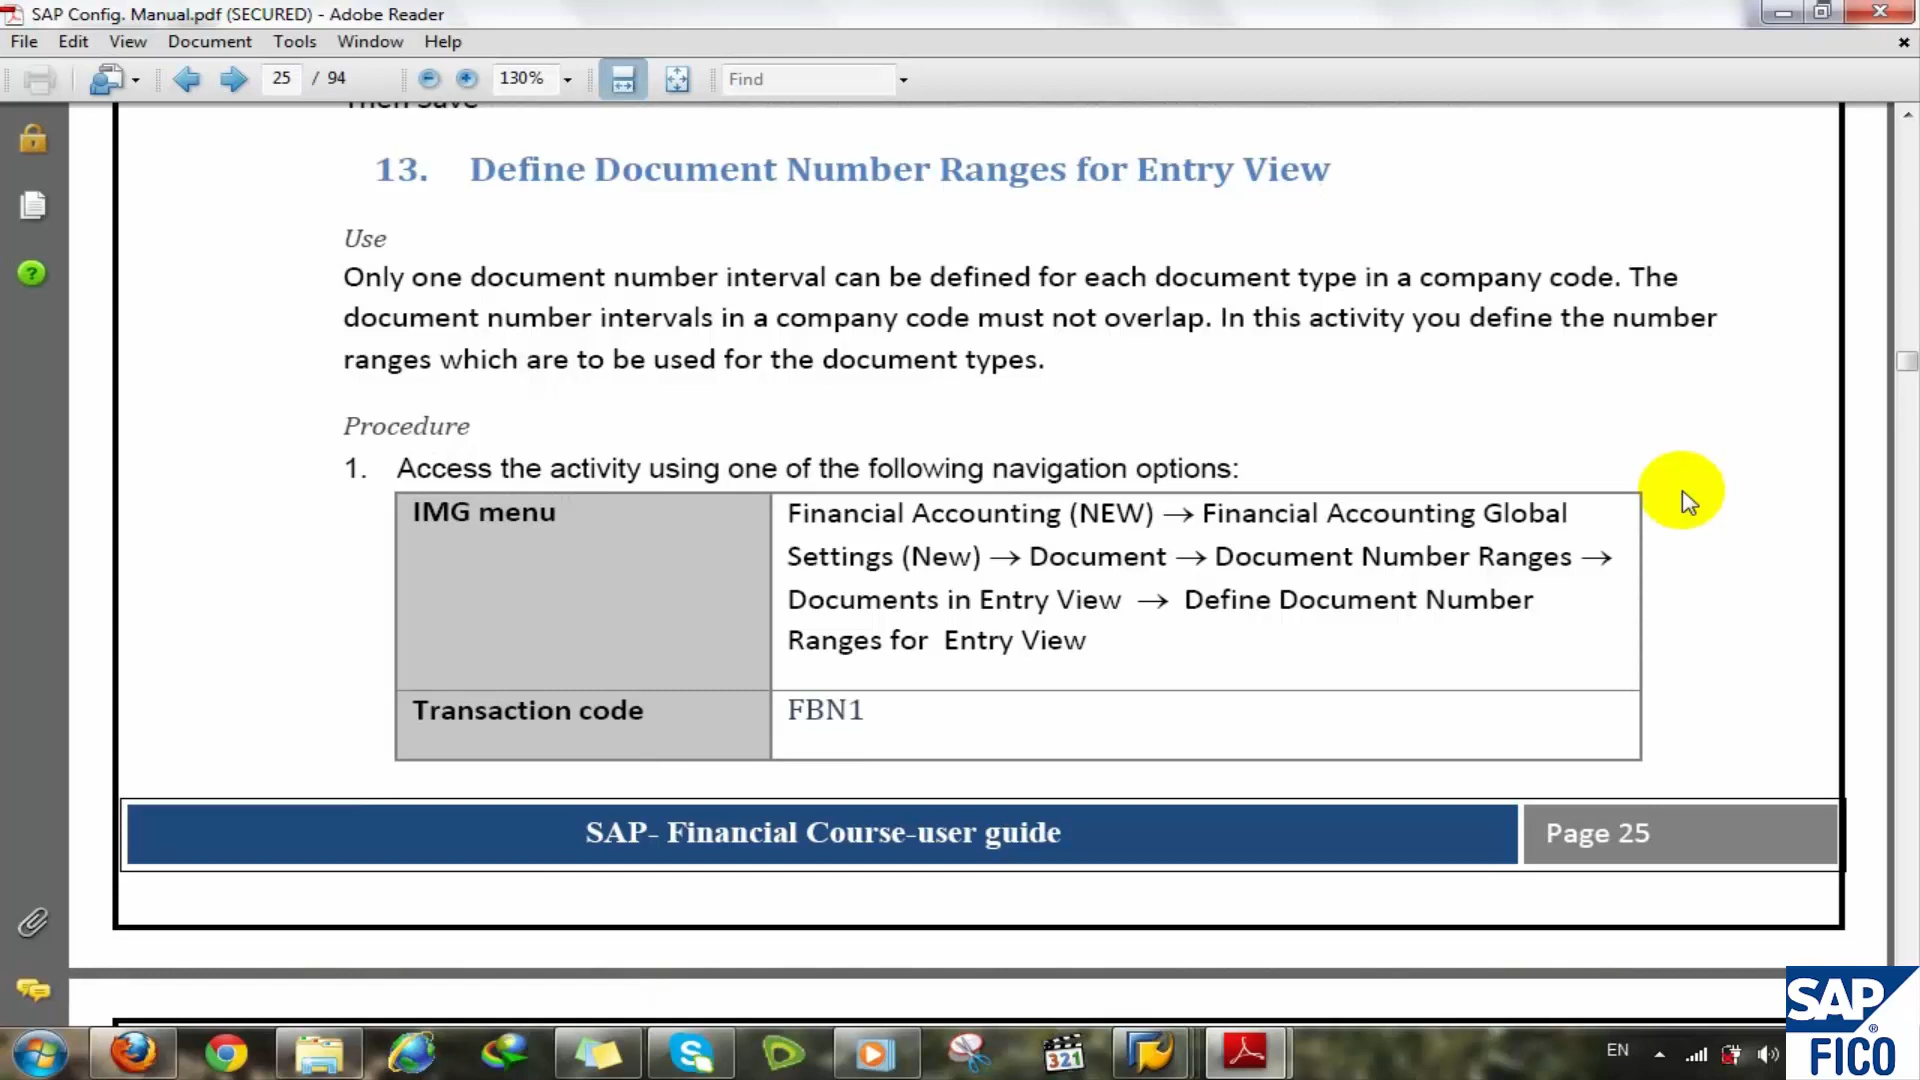 SAP Config. Manual.pdf (SECURED) - Adobe Reader
File Edit View Document Tools Window Help
25 / 94 130% Find
Then Save
13. Define Document Number Ranges for Entry View
Use
Only one document number interval can be defined for each document type in a company code. The
document number intervals in a company code must not overlap. In this activity you define the number
ranges which are to be used for the document types.
Procedure
1. Access the activity using one of the following navigation options:
IMG menu
Financial Accounting (NEW) → Financial Accounting Global
Settings (New) → Document → Document Number Ranges →
Documents in Entry View → Define Document Number
Ranges for Entry View
Transaction code
FBN1
SAP- Financial Course-user guide
Page 25
321
EN
SAP
®
FICO